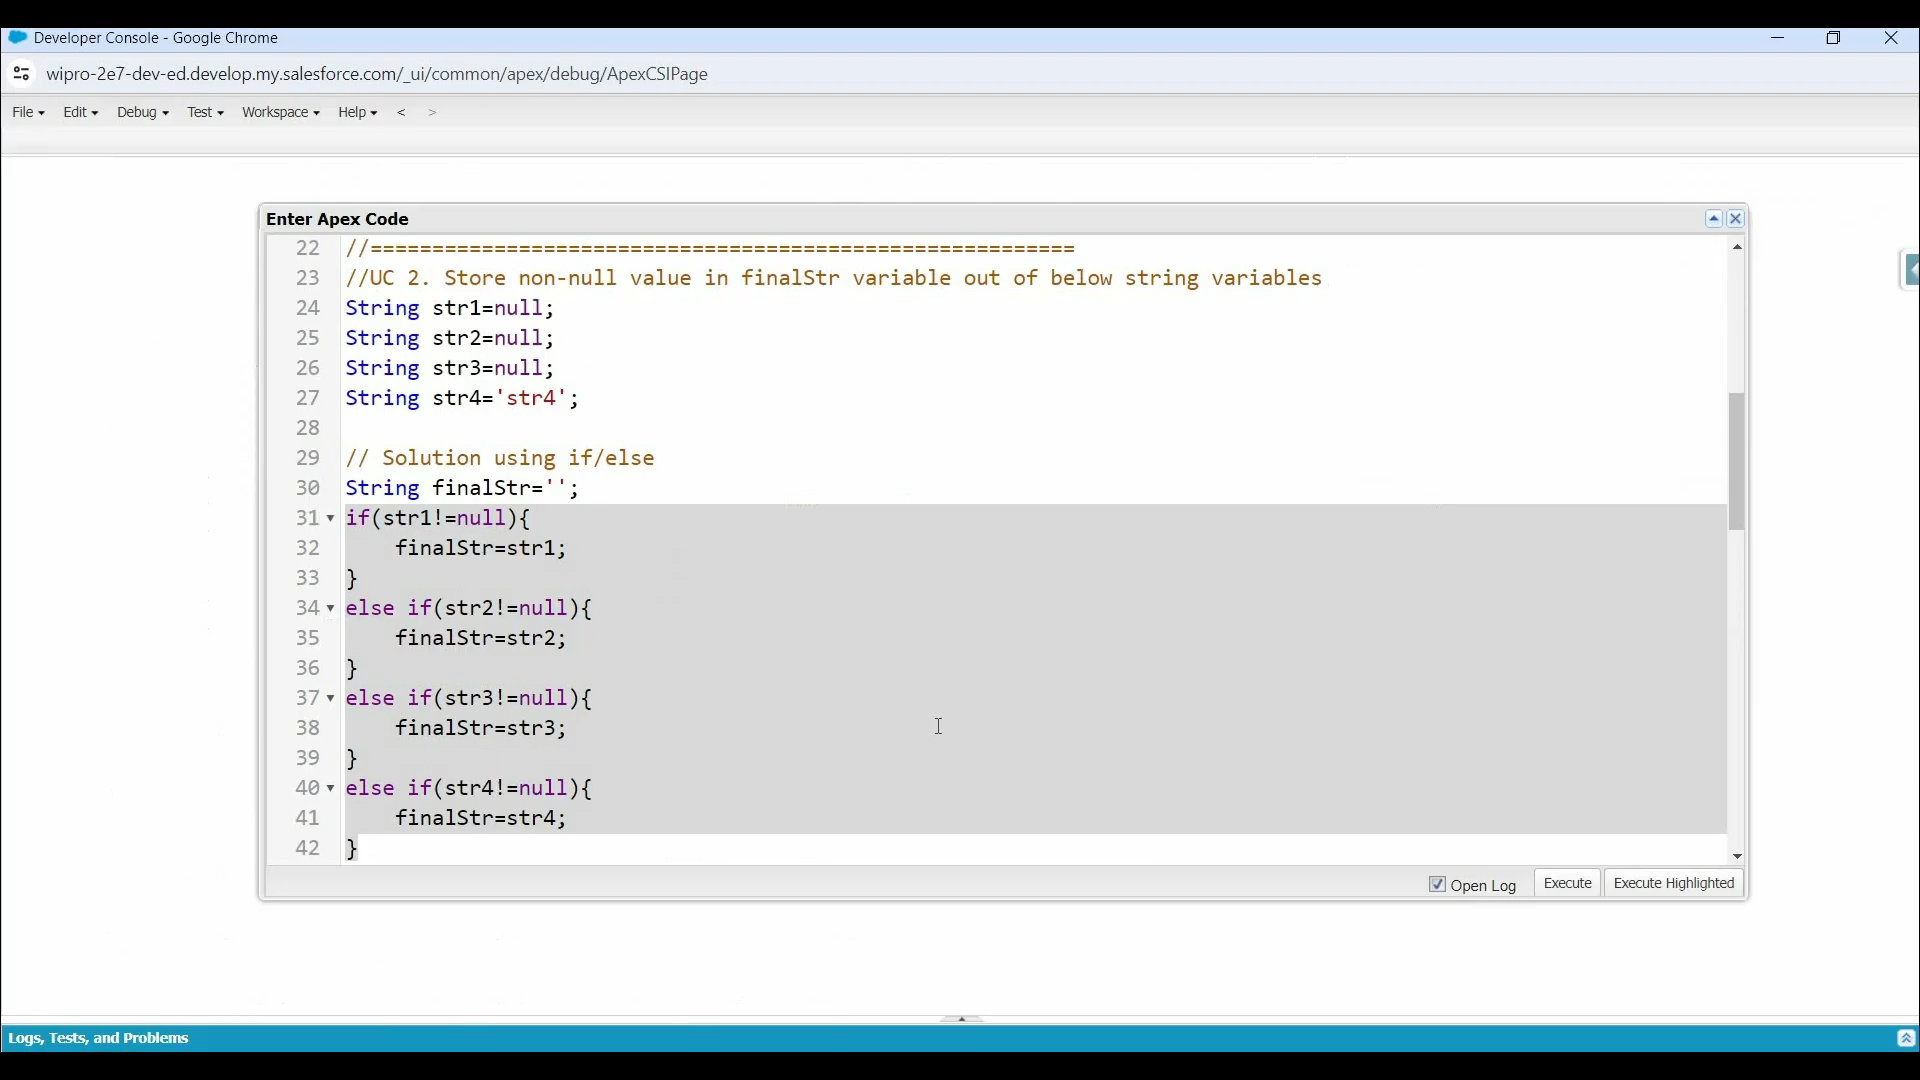 Developer Console - Google Chrome
wipro-2e7-dev-ed.develop.my.salesforce.com/_ui/common/apex/debug/ApexCSIPage
File Edit Debug Test Workspace Help < >
Enter Apex Code
22 //=========================================================
23 //UC 2. Store non-null value in finalStr variable out of below string variables
24 String str1=null;
25 String str2=null;
26 String str3=null;
27 String str4='str4';
28
29 // Solution using if/else
30 String finalStr='';
31 if(str1!=null){
32 finalStr=str1;
33 }
34 else if(str2!=null){
35 finalStr=str2;
36 }
37 else if(str3!=null){
38 finalStr=str3;
39 }
40 else if(str4!=null){
41 finalStr=str4;
42 }
Open Log Execute Execute Highlighted
Logs, Tests, and Problems